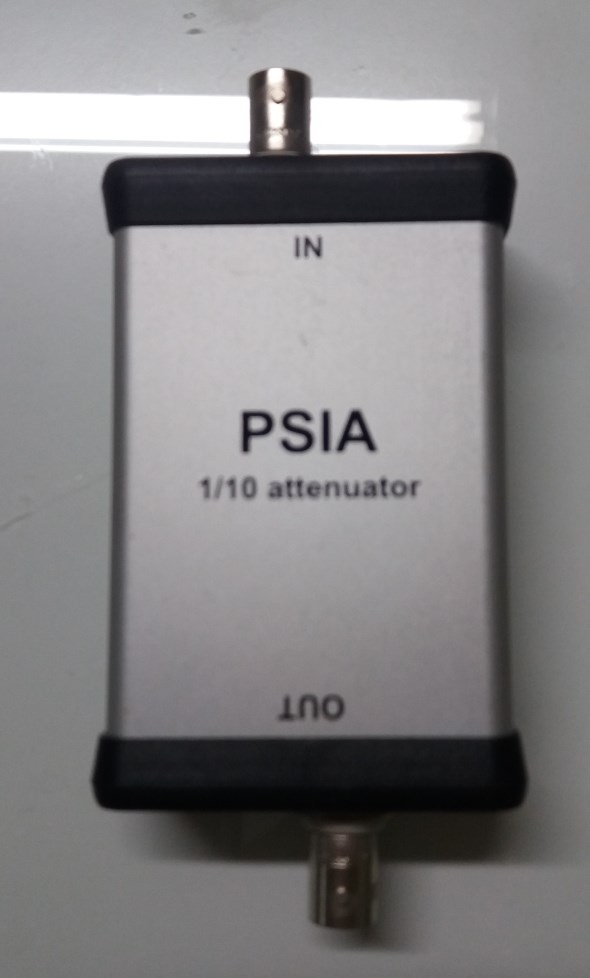 IN
PSIA
1/10 attenuator
OUT